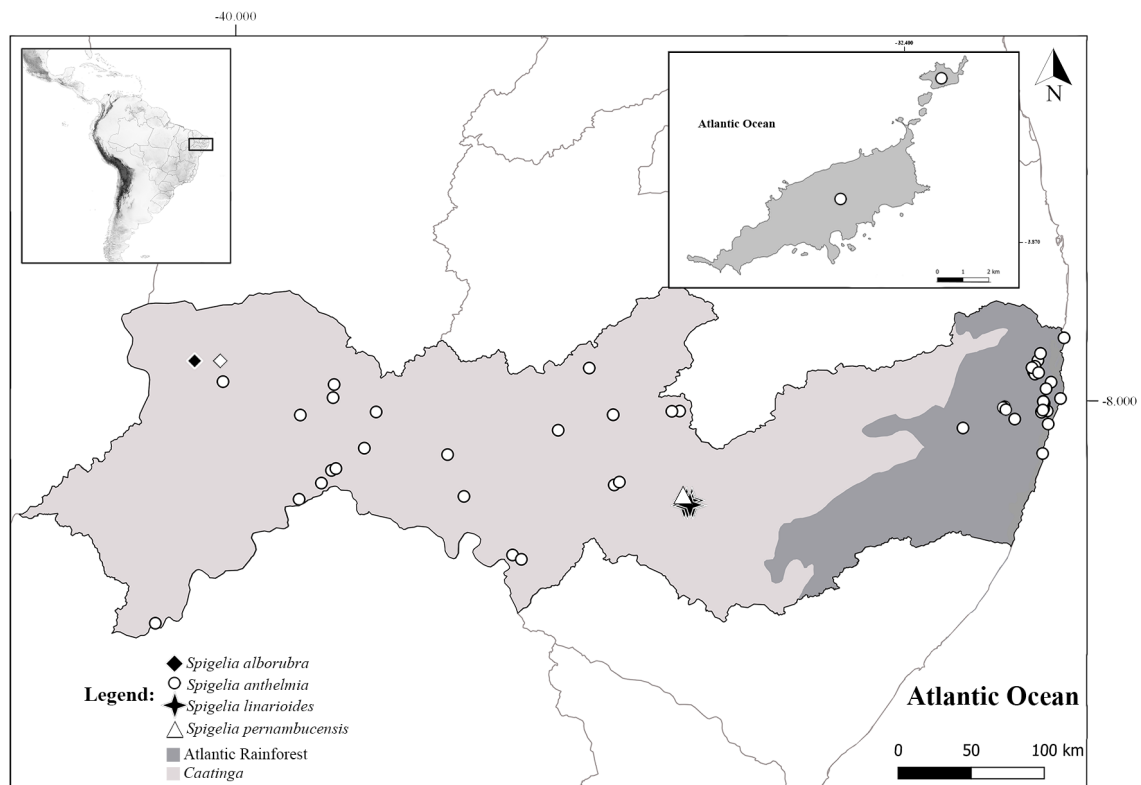 -40.000
-32.400
N
Atlantic Ocean
-3.870
0 1 2 km
-8.000
Legend:
Spigelia alborubra
Spigelia anthelmia
Spigelia linarioides
Spigelia pernambucensis
Atlantic Rainforest
Caatinga
Atlantic Ocean
0 50 100 km